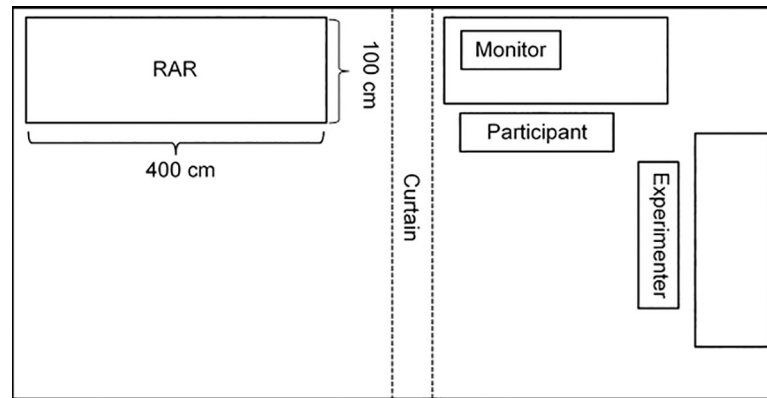 RAR
100 cm
400 cm
Curtain
Monitor
Participant
Experimenter